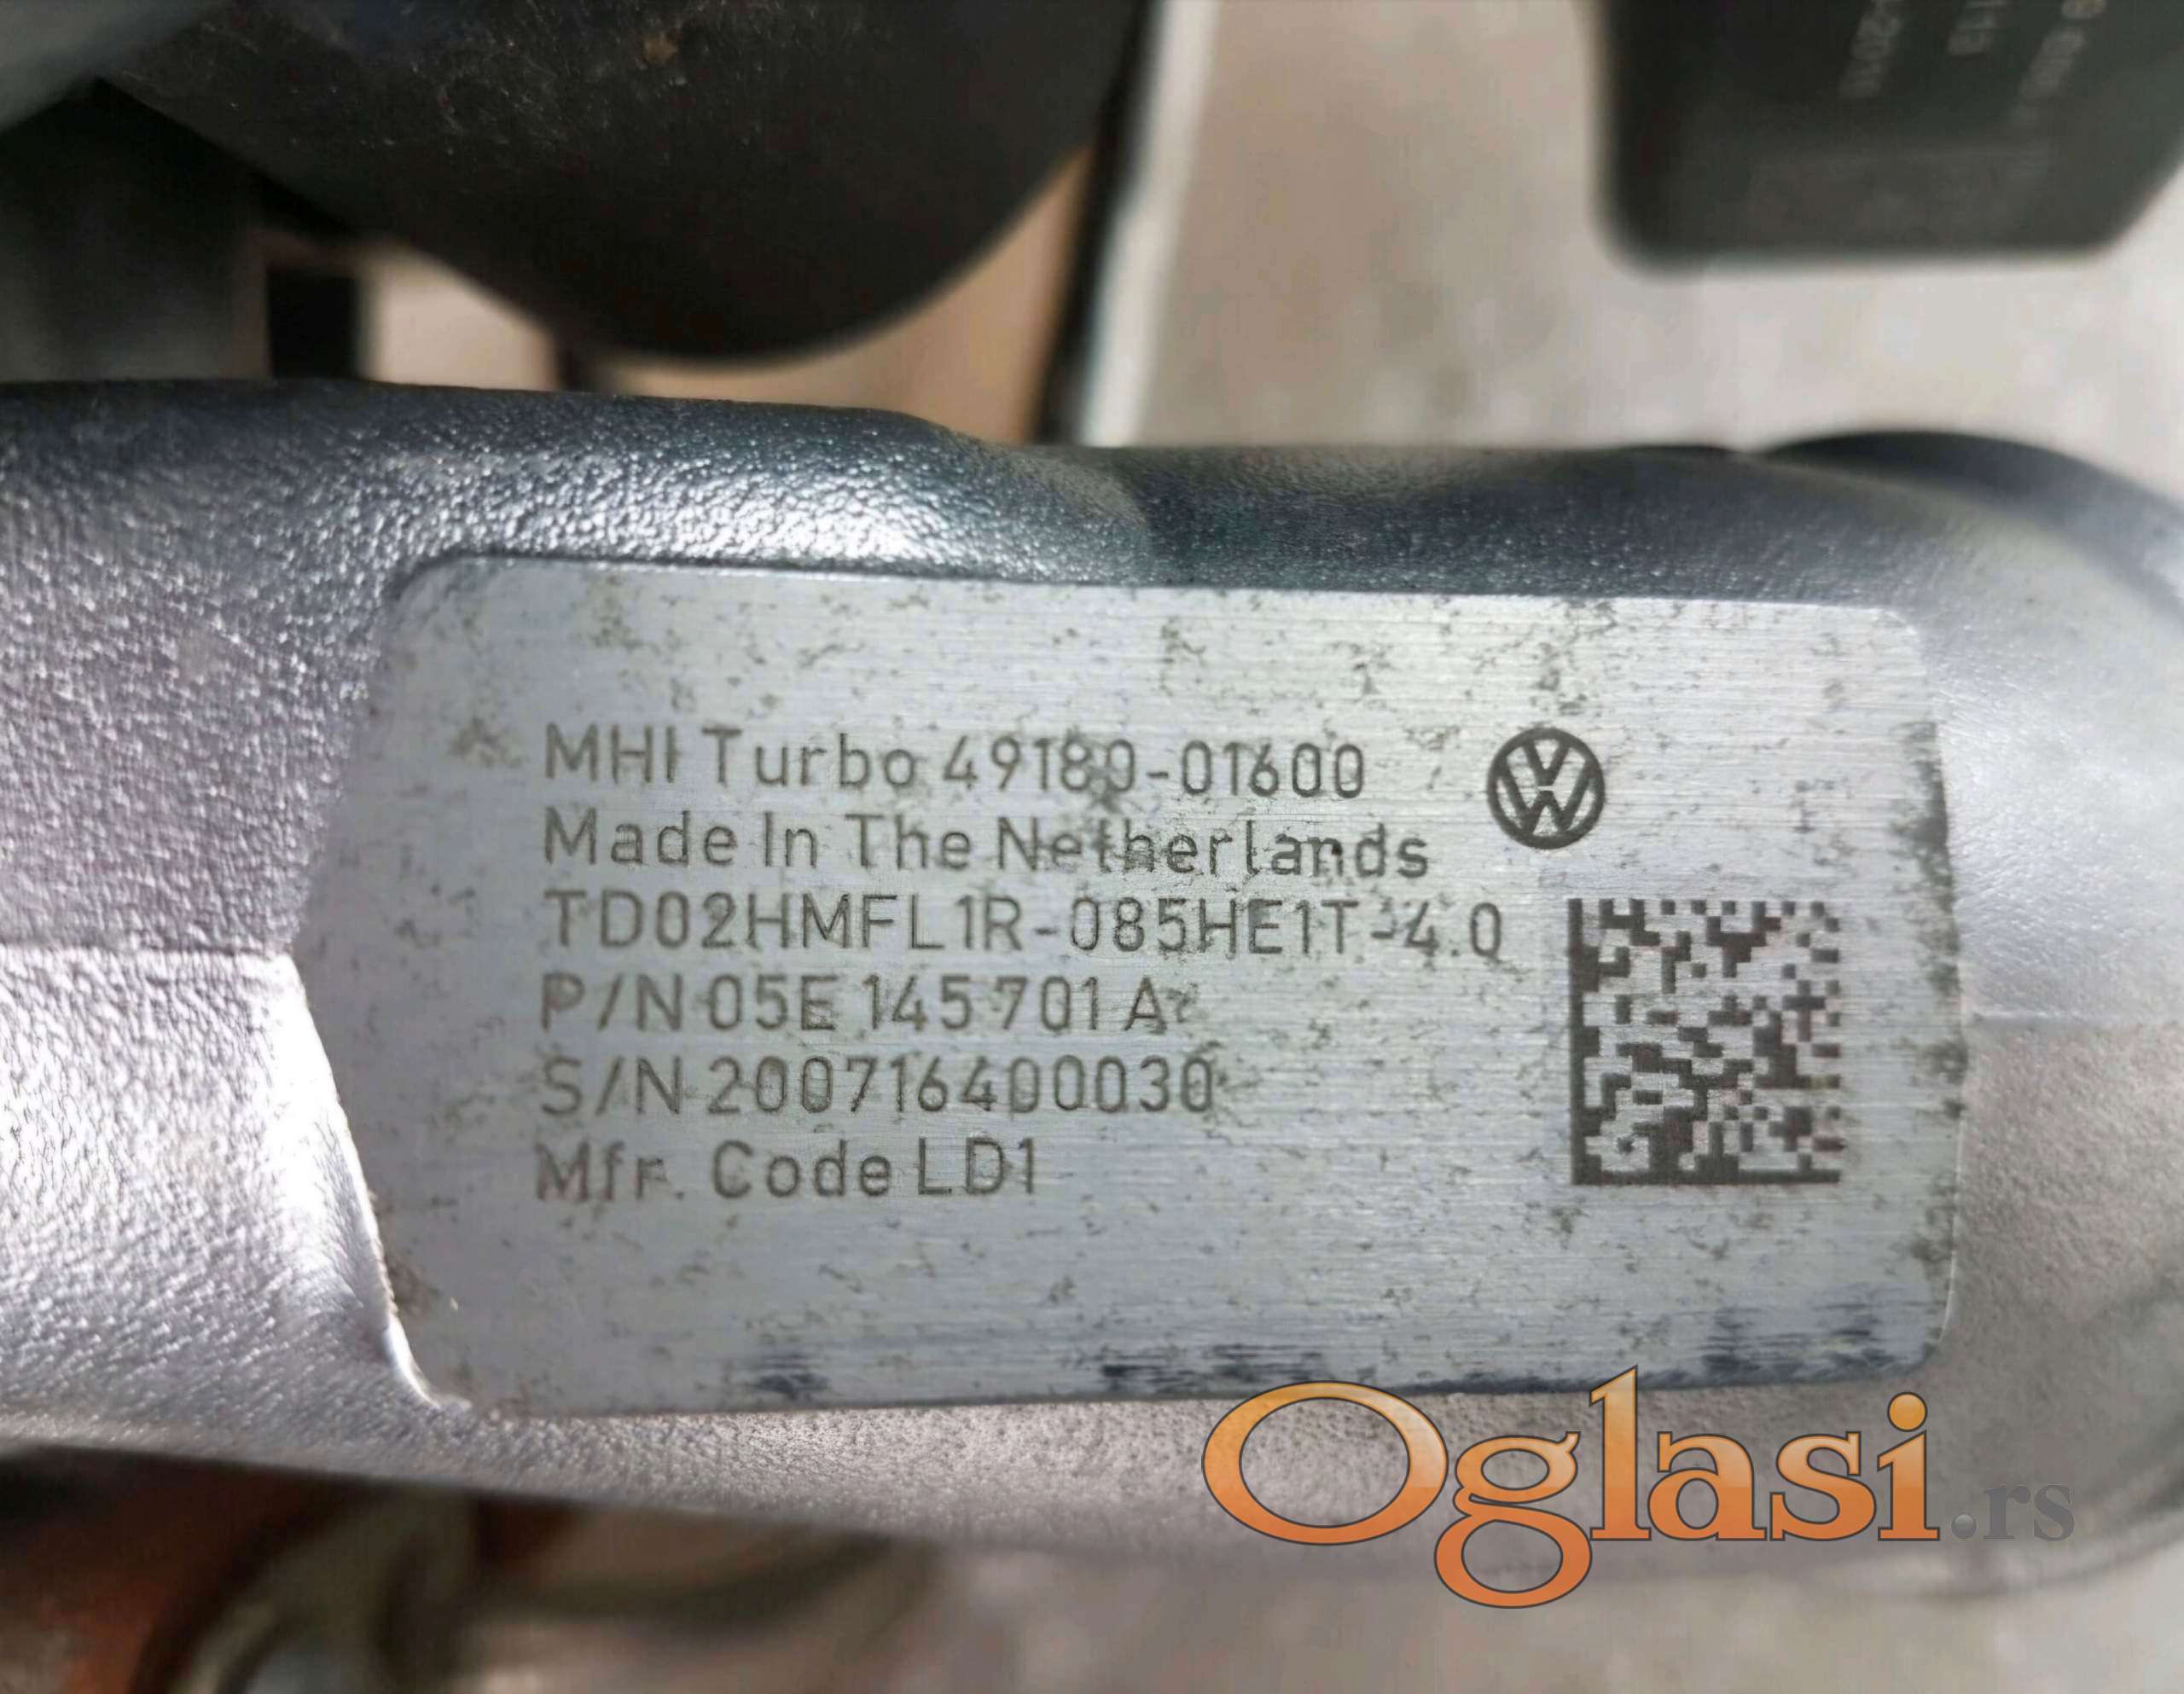 MHI Turbo 49180-01600
Made In The Netherlands
TD02HMFL1R-085HE1T-4.0
P/N 05E 145 701 A
S/N 200716400030
Mfr. Code LD1
Oglasi.rs